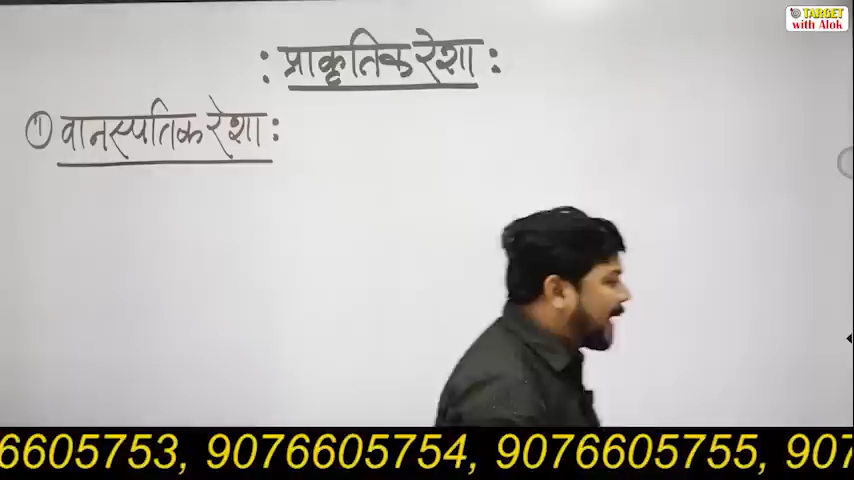 TARGET
with Alok
: प्राकृतिक रेशा :
① वानस्पतिक रेशा :
6605753, 9076605754, 9076605755, 907